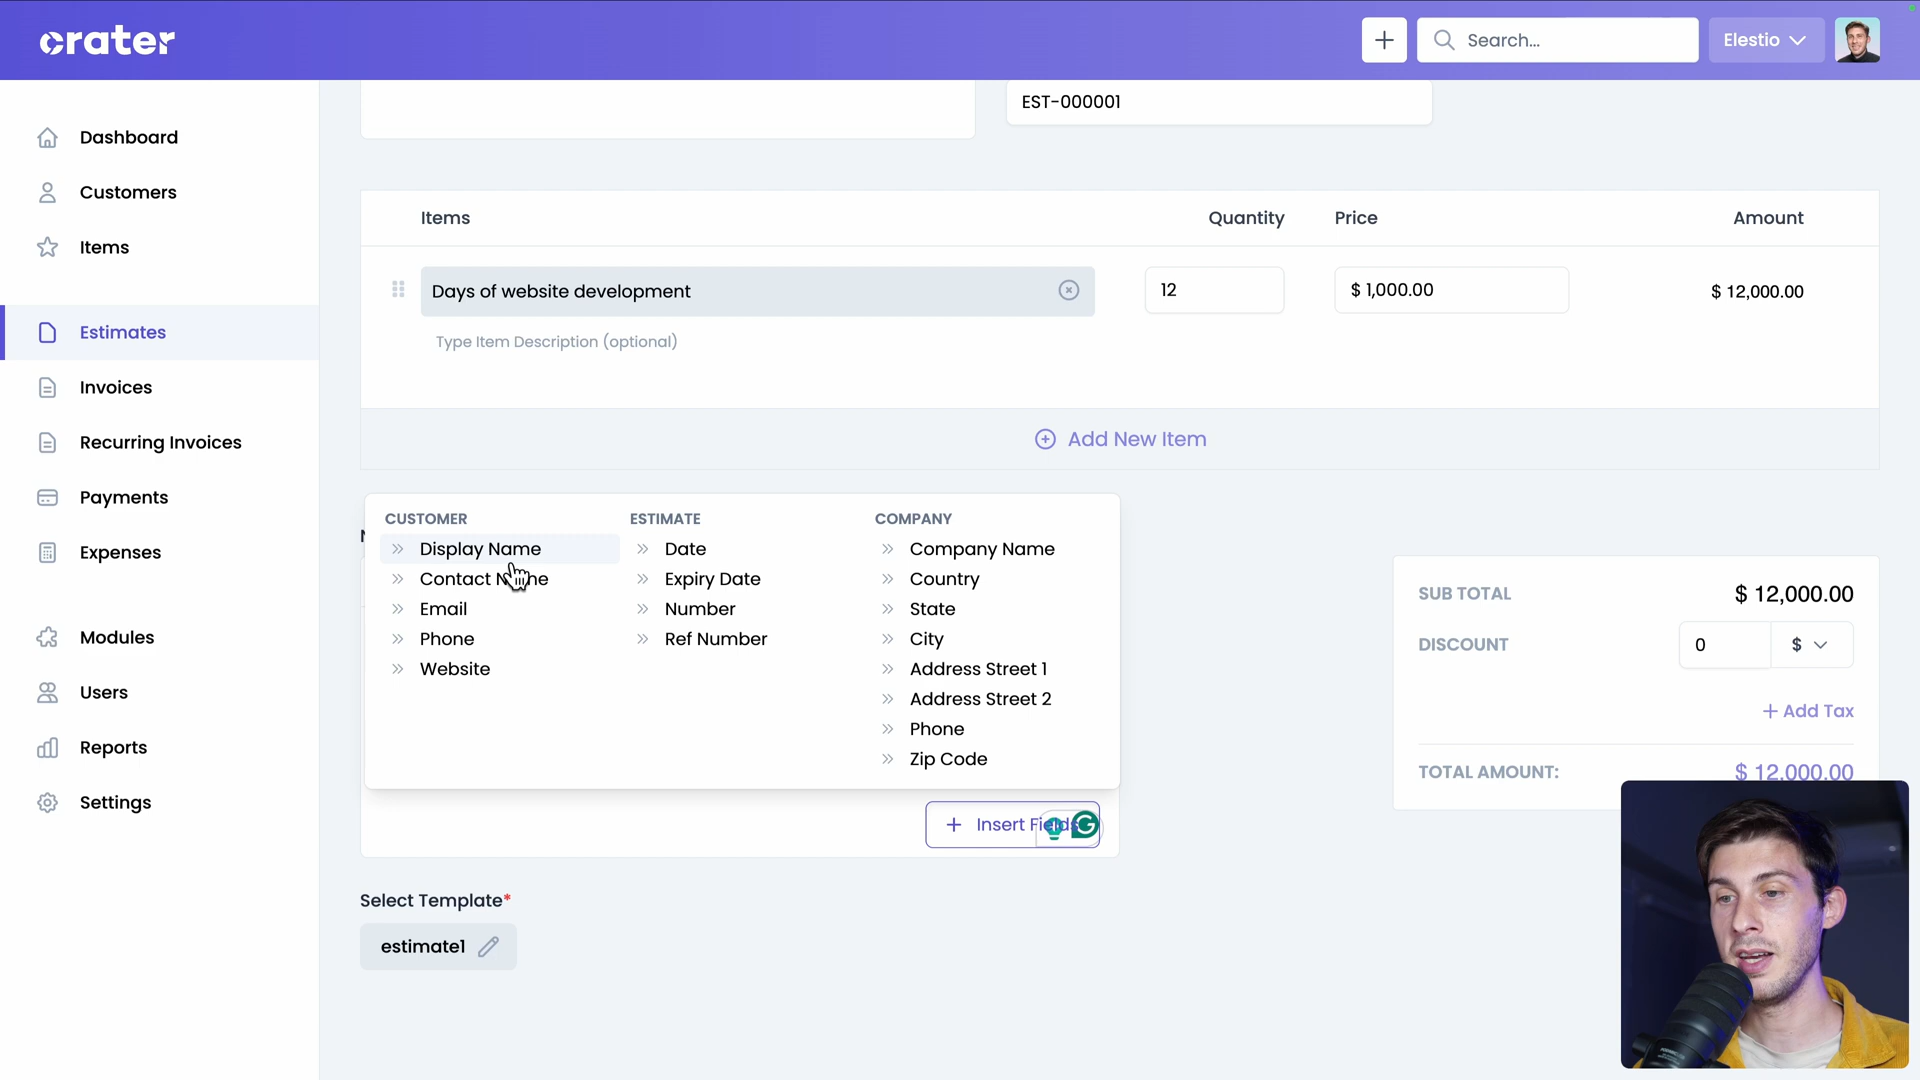 crater
Search...
Elestio
EST-000001
Dashboard
Customers
Items
Estimates
Invoices
Recurring Invoices
Payments
Expenses
Modules
Users
Reports
Settings
Items Quantity Price Amount
Days of website development 12 $ 1,000.00 $ 12,000.00
Type Item Description (optional)
Add New Item
CUSTOMER
Display Name
Contact Name
Email
Phone
Website
ESTIMATE
Date
Expiry Date
Number
Ref Number
COMPANY
Company Name
Country
State
City
Address Street 1
Address Street 2
Phone
Zip Code
+ Insert Fields
SUB TOTAL $ 12,000.00
DISCOUNT 0 $
+ Add Tax
TOTAL AMOUNT: $ 12,000.00
Select Template*
estimate1